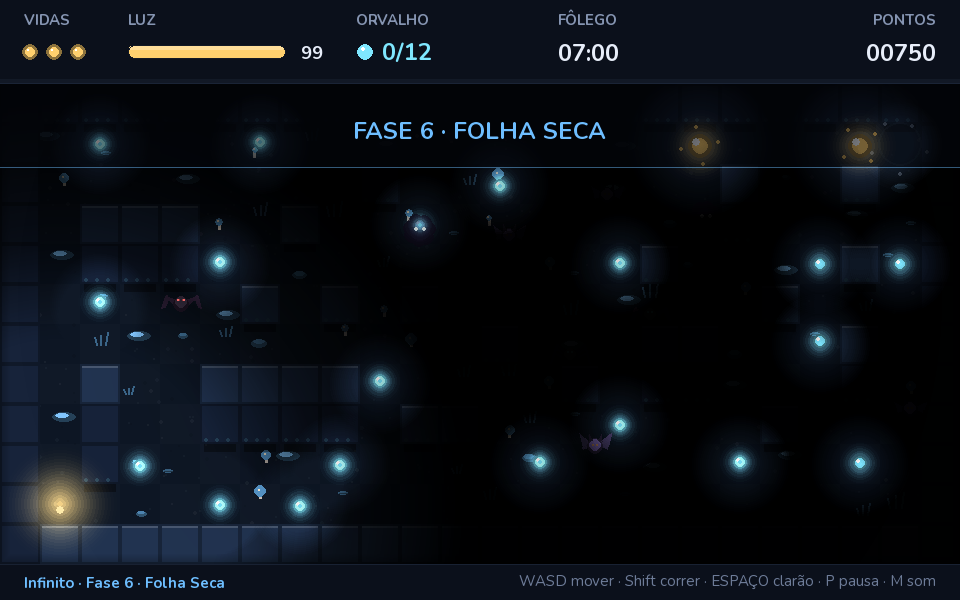 VIDAS LUZ ORVALHO FÔLEGO PONTOS
99 0/12 07:00 00750
FASE 6 · FOLHA SECA
Infinito · Fase 6 · Folha Seca WASD mover · Shift correr · ESPAÇO clarão · P pausa · M som